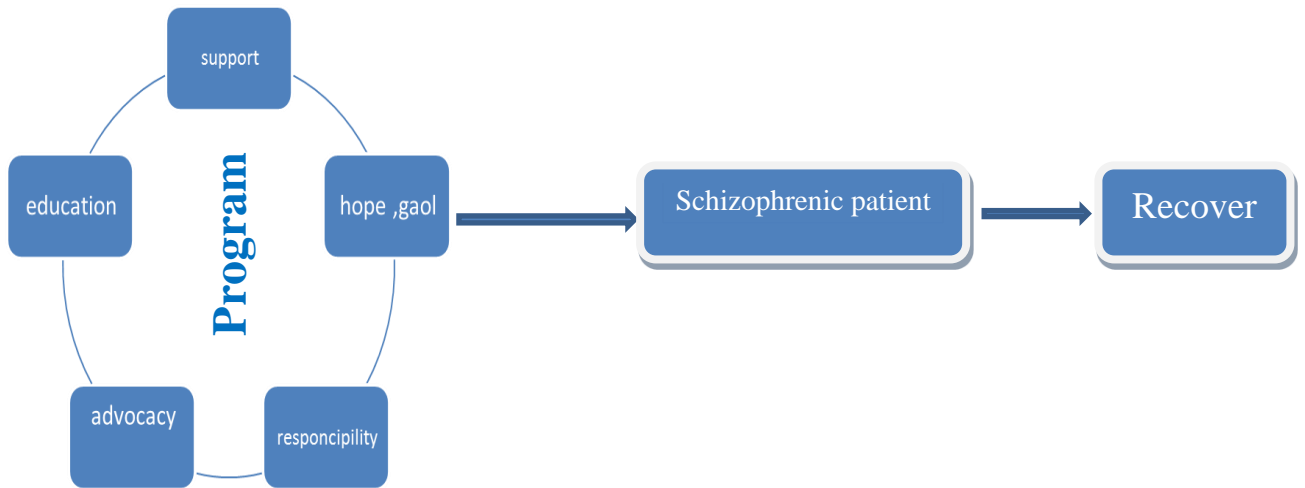 support
education
Program
hope ,gaol
Schizophrenic patient
Recover
advocacy
responcipility